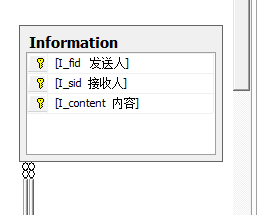 Information
[I_fid 发送人]
[I_sid 接收人]
[I_content 内容]